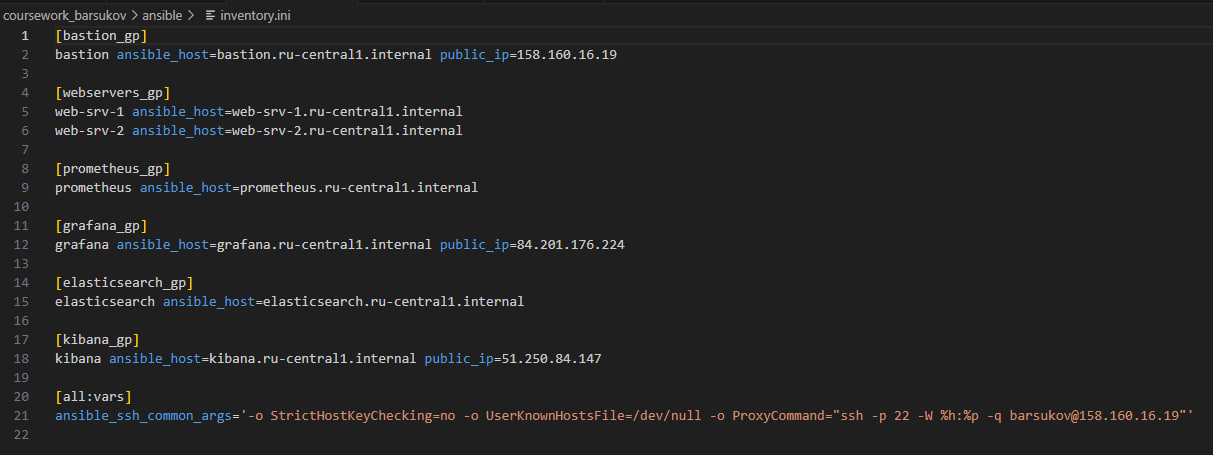 coursework_barsukov > ansible > inventory.ini
1 [bastion_gp]
2 bastion ansible_host=bastion.ru-central1.internal public_ip=158.160.16.19
3
4 [webservers_gp]
5 web-srv-1 ansible_host=web-srv-1.ru-central1.internal
6 web-srv-2 ansible_host=web-srv-2.ru-central1.internal
7
8 [prometheus_gp]
9 prometheus ansible_host=prometheus.ru-central1.internal
10
11 [grafana_gp]
12 grafana ansible_host=grafana.ru-central1.internal public_ip=84.201.176.224
13
14 [elasticsearch_gp]
15 elasticsearch ansible_host=elasticsearch.ru-central1.internal
16
17 [kibana_gp]
18 kibana ansible_host=kibana.ru-central1.internal public_ip=51.250.84.147
19
20 [all:vars]
21 ansible_ssh_common_args='-o StrictHostKeyChecking=no -o UserKnownHostsFile=/dev/null -o ProxyCommand="ssh -p 22 -W %h:%p -q barsukov@158.160.16.19"'
22